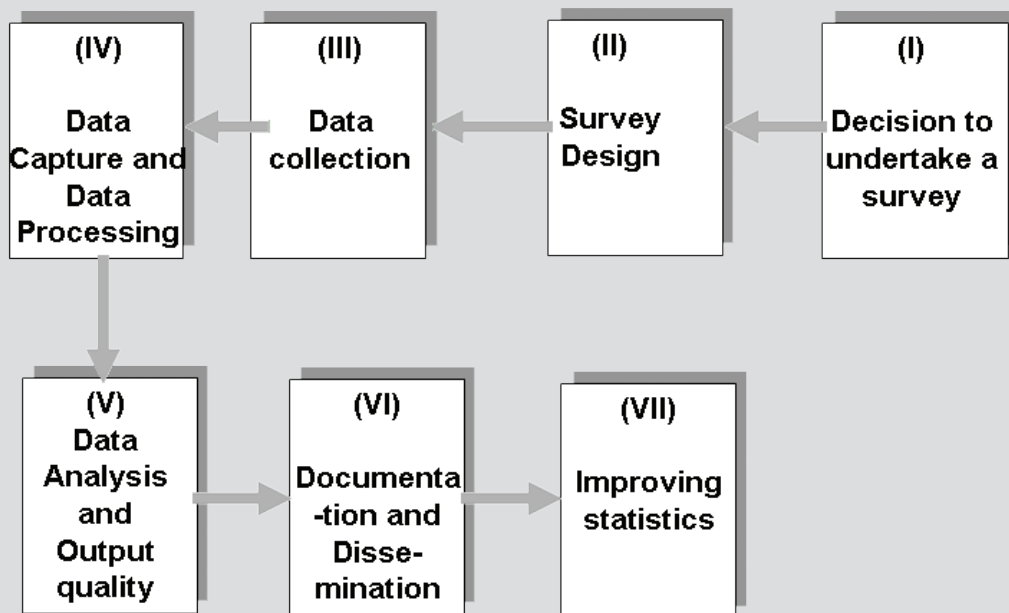 (I)
Decision to
undertake a
survey
(II)
Survey
Design
(III)
Data
collection
(IV)
Data
Capture and
Data
Processing
(V)
Data
Analysis
and
Output
quality
(VI)
Documenta
-tion and
Disse-
mination
(VII)
Improving
statistics